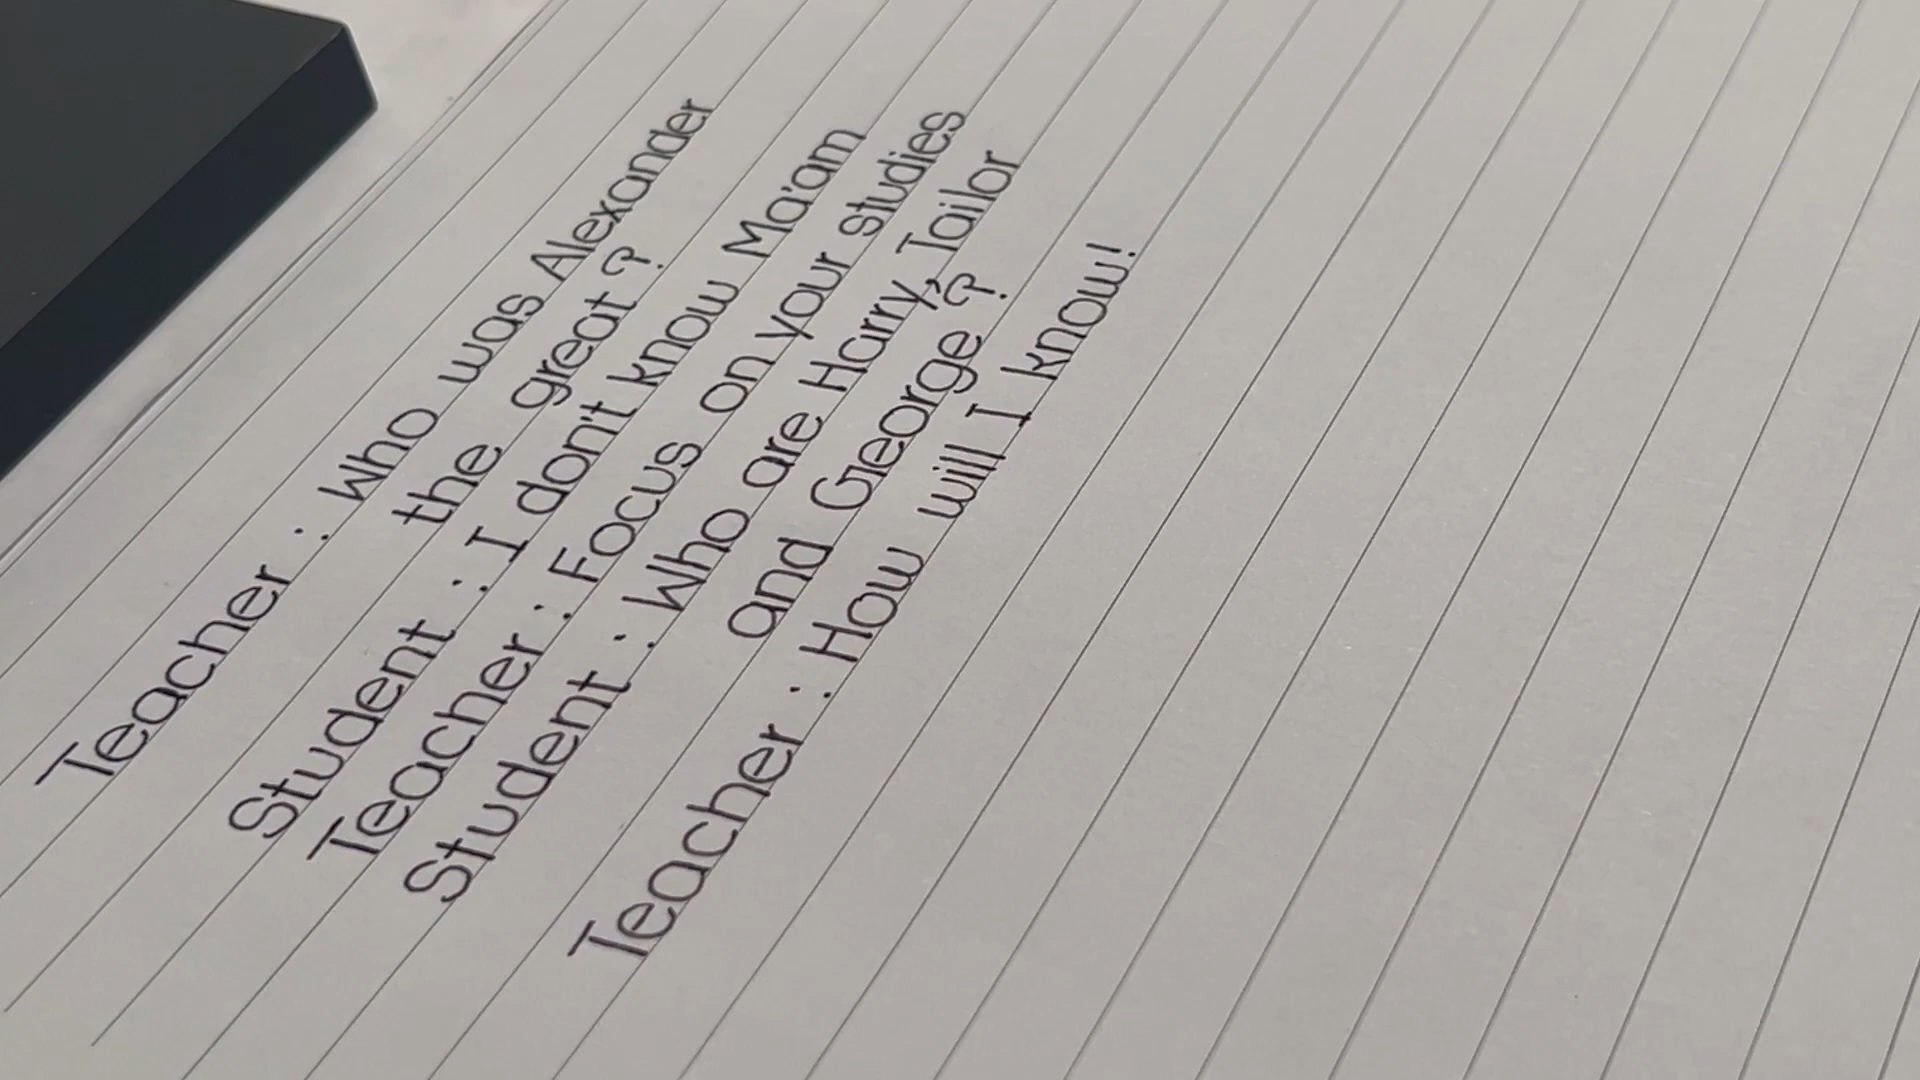 Teacher : Who was Alexander
the great ?
Student : I don't know Ma'am
Teacher : Focus on your studies
Student : Who are Harry, Tailor
and George ?
Teacher : How will I know!